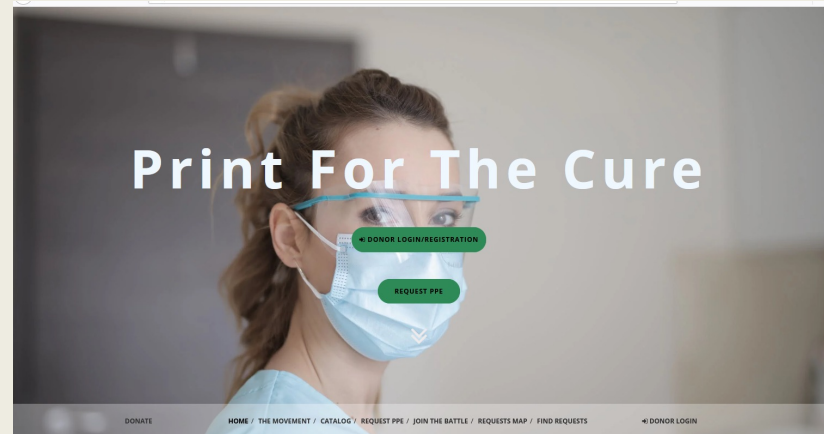 Print For The Cure
DONOR LOGIN/REGISTRATION
REQUEST PPE
DONATE HOME / THE MOVEMENT / CATALOG / REQUEST PPE / JOIN THE BATTLE / REQUESTS MAP / FIND REQUESTS DONOR LOGIN